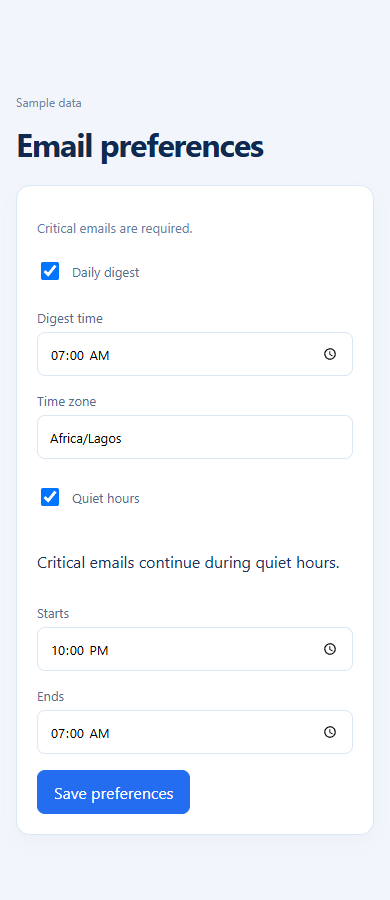 Sample data
Email preferences
Critical emails are required.
Daily digest
Digest time
07:00 AM
Time zone
Africa/Lagos
Quiet hours
Critical emails continue during quiet hours.
Starts
10:00 PM
Ends
07:00 AM
Save preferences